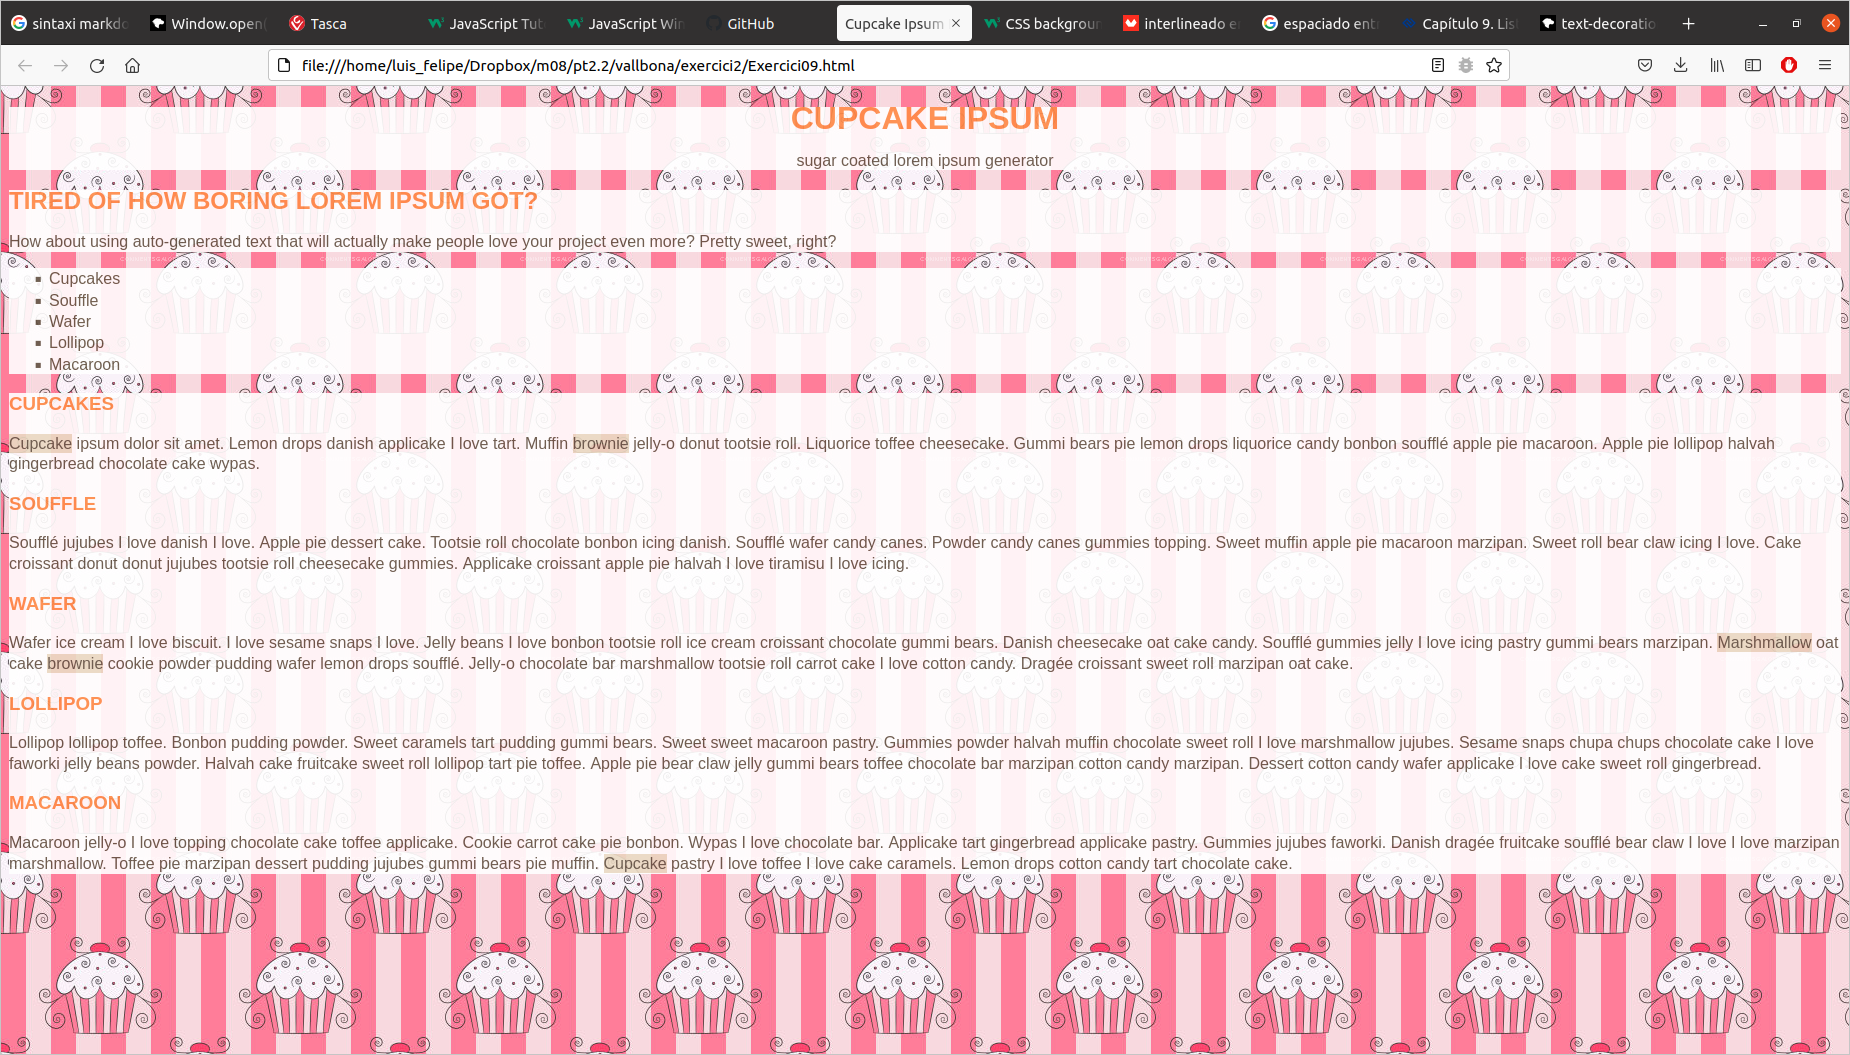 sintaxi markdo
Window.open(
Tasca
JavaScript Tut
JavaScript Win
GitHub
Cupcake Ipsum
CSS backgroun
interlineado e
espaciado ent
Capítulo 9. Lis
text-decoratio
file:///home/luis_felipe/Dropbox/m08/pt2.2/vallbona/exercici2/Exercici09.html
CUPCAKE IPSUM
sugar coated lorem ipsum generator
TIRED OF HOW BORING LOREM IPSUM GOT?
How about using auto-generated text that will actually make people love your project even more? Pretty sweet, right?
Cupcakes
Souffle
Wafer
Lollipop
Macaroon
CUPCAKES
Cupcake ipsum dolor sit amet. Lemon drops danish applicake I love tart. Muffin brownie jelly-o donut tootsie roll. Liquorice toffee cheesecake. Gummi bears pie lemon drops liquorice candy bonbon soufflé apple pie macaroon. Apple pie lollipop halvah
gingerbread chocolate cake wypas.
SOUFFLE
Soufflé jujubes I love danish I love. Apple pie dessert cake. Tootsie roll chocolate bonbon icing danish. Soufflé wafer candy canes. Powder candy canes gummies topping. Sweet muffin apple pie macaroon marzipan. Sweet roll bear claw icing I love. Cake
croissant donut donut jujubes tootsie roll cheesecake gummies. Applicake croissant apple pie halvah I love tiramisu I love icing.
WAFER
Wafer ice cream I love biscuit. I love sesame snaps I love. Jelly beans I love bonbon tootsie roll ice cream croissant chocolate gummi bears. Danish cheesecake oat cake candy. Soufflé gummies jelly I love icing pastry gummi bears marzipan. Marshmallow oat
cake brownie cookie powder pudding wafer lemon drops soufflé. Jelly-o chocolate bar marshmallow tootsie roll carrot cake I love cotton candy. Dragée croissant sweet roll marzipan oat cake.
LOLLIPOP
Lollipop lollipop toffee. Bonbon pudding powder. Sweet caramels tart pudding gummi bears. Sweet sweet macaroon pastry. Gummies powder halvah muffin chocolate sweet roll I love marshmallow jujubes. Sesame snaps chupa chups chocolate cake I love
faworki jelly beans powder. Halvah cake fruitcake sweet roll lollipop tart pie toffee. Apple pie bear claw jelly gummi bears toffee chocolate bar marzipan cotton candy marzipan. Dessert cotton candy wafer applicake I love cake sweet roll gingerbread.
MACAROON
Macaroon jelly-o I love topping chocolate cake toffee applicake. Cookie carrot cake pie bonbon. Wypas I love chocolate bar. Applicake tart gingerbread applicake pastry. Gummies jujubes faworki. Danish dragée fruitcake soufflé bear claw I love I love marzipan
marshmallow. Toffee pie marzipan dessert pudding jujubes gummi bears pie muffin. Cupcake pastry I love toffee I love cake caramels. Lemon drops cotton candy tart chocolate cake.